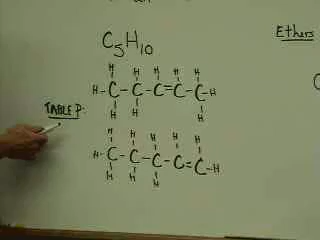 Ethers
C5H10
H H H H H
H-C-C-C=C-C-H
H H H
TABLE P:
H H H H H
H-C-C-C-C=C-H
H H H